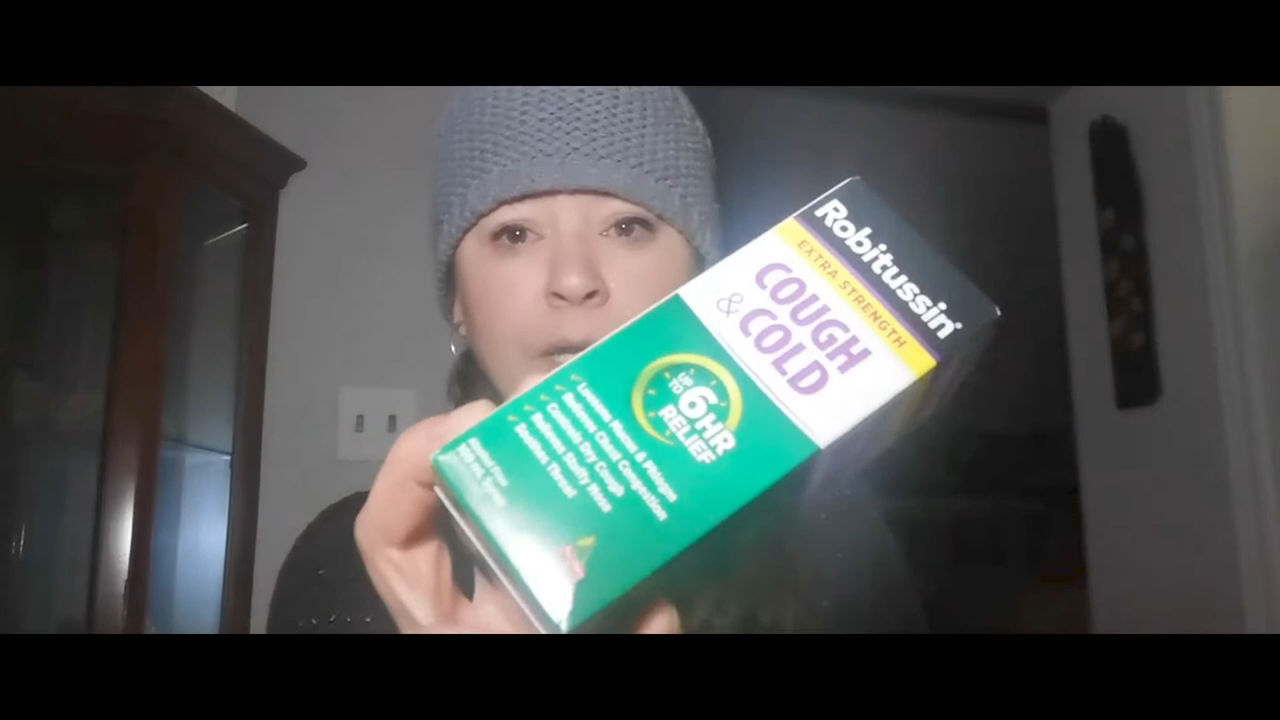 Robitussin
EXTRA STRENGTH
COUGH
& COLD
UP
TO
6HR
RELIEF
Loosens Mucus & Phlegm
Relieves Chest Congestion
Controls Dry Cough
Relieves Stuffy Nose
Soothes Throat